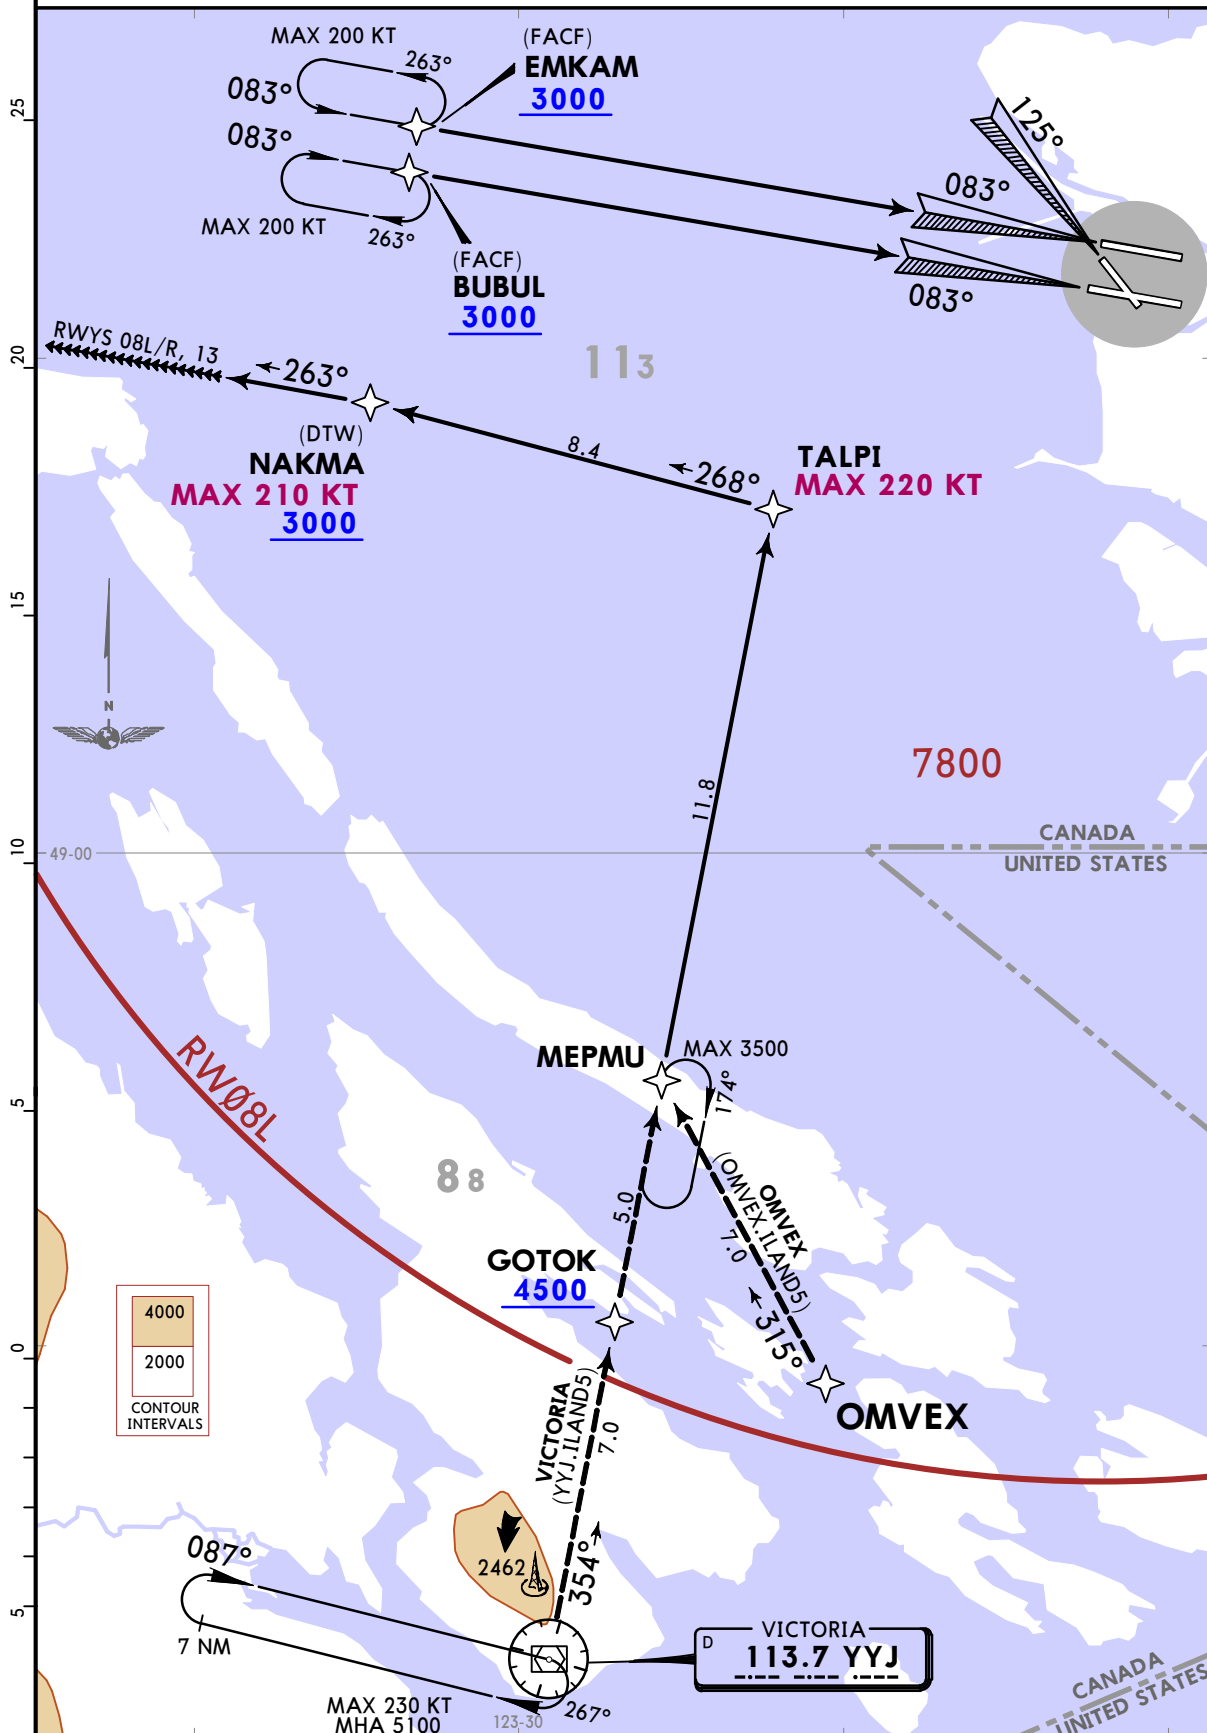 MAX 200 KT
263°
083°
(FACF)
EMKAM
3000
083°
MAX 200 KT
263°
(FACF)
BUBUL
3000
125°
083°
083°
25
20
15
10
5
0
5
RWYS 08L/R, 13
263°
(DTW)
NAKMA
MAX 210 KT
3000
113
8.4
268°
TALPI
MAX 220 KT
N
11.8
7800
49-00
CANADA
UNITED STATES
RWØ8L
MEPMU
MAX 3500
174°
88
5.0
OMVEX
(OMVEX.ILAND5)
7.0
315°
OMVEX
GOTOK
4500
4000
2000
CONTOUR
INTERVALS
VICTORIA
(YYJ.ILAND5)
7.0
354°
2462
087°
7 NM
MAX 230 KT
MHA 5100
267°
123-30
D
VICTORIA
113.7 YYJ
CANADA
UNITED STATES